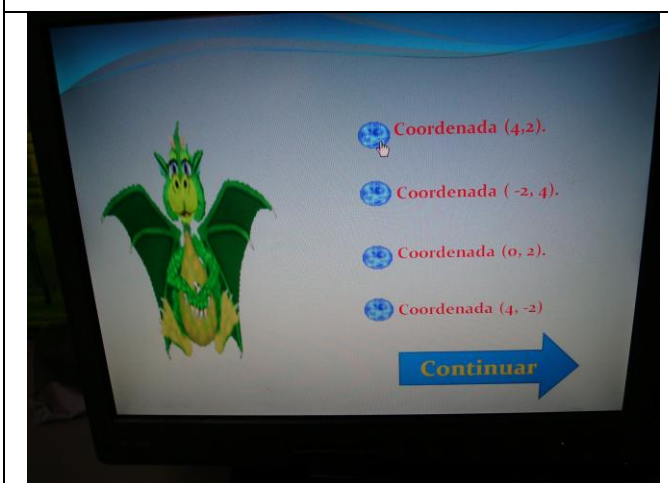 Coordenada (4,2).
Coordenada ( -2, 4).
Coordenada (0, 2).
Coordenada (4, -2)
Continuar